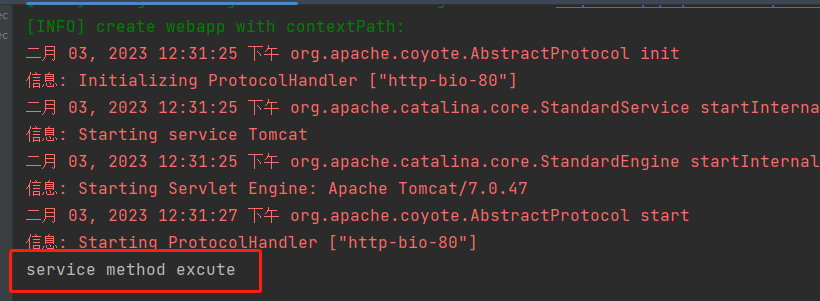 [INFO] create webapp with contextPath:
二月 03, 2023 12:31:25 下午 org.apache.coyote.AbstractProtocol init
信息: Initializing ProtocolHandler ["http-bio-80"]
二月 03, 2023 12:31:25 下午 org.apache.catalina.core.StandardService startInterna
信息: Starting service Tomcat
二月 03, 2023 12:31:25 下午 org.apache.catalina.core.StandardEngine startInternal
信息: Starting Servlet Engine: Apache Tomcat/7.0.47
二月 03, 2023 12:31:27 下午 org.apache.coyote.AbstractProtocol start
信息: Starting ProtocolHandler ["http-bio-80"]
service method excute